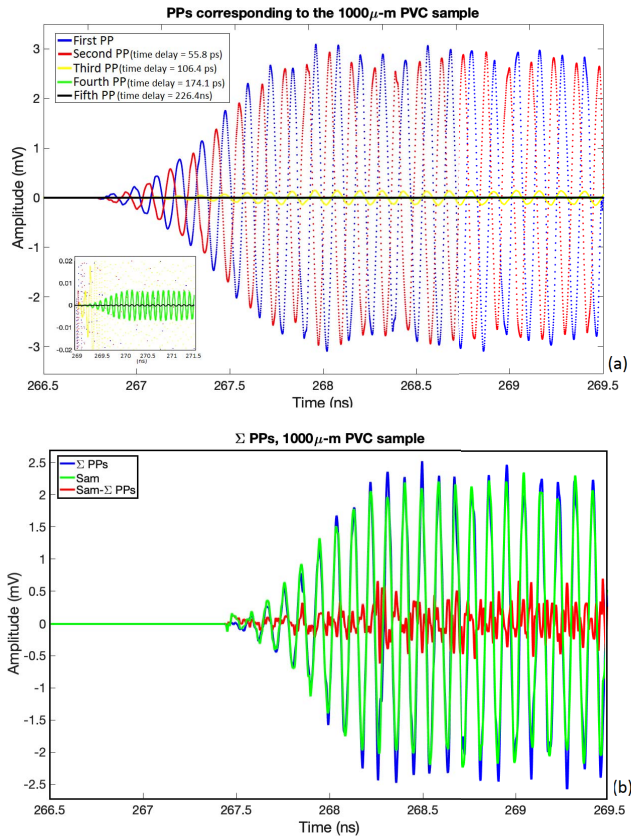 PPs corresponding to the 1000μ-m PVC sample
First PP
Second PP(time delay = 55.8 ps)
Third PP(time delay = 106.4 ps)
Fourth PP(time delay = 174.1 ps)
Fifth PP (time delay = 226.4ns)
3
2
1
0
-1
-2
-3
Amplitude (mV)
0.02
0.01
0
-0.01
-0.02
269 269.5 270 270.5 271 271.5
(ns)
266.5 267 267.5 268 268.5 269 269.5
Time (ns)
(a)
Σ PPs, 1000μ-m PVC sample
Σ PPs
Sam
Sam-Σ PPs
2.5
2
1.5
1
0.5
0
-0.5
-1
-1.5
-2
-2.5
Amplitude (mV)
266.5 267 267.5 268 268.5 269 269.5
Time (ns)
(b)